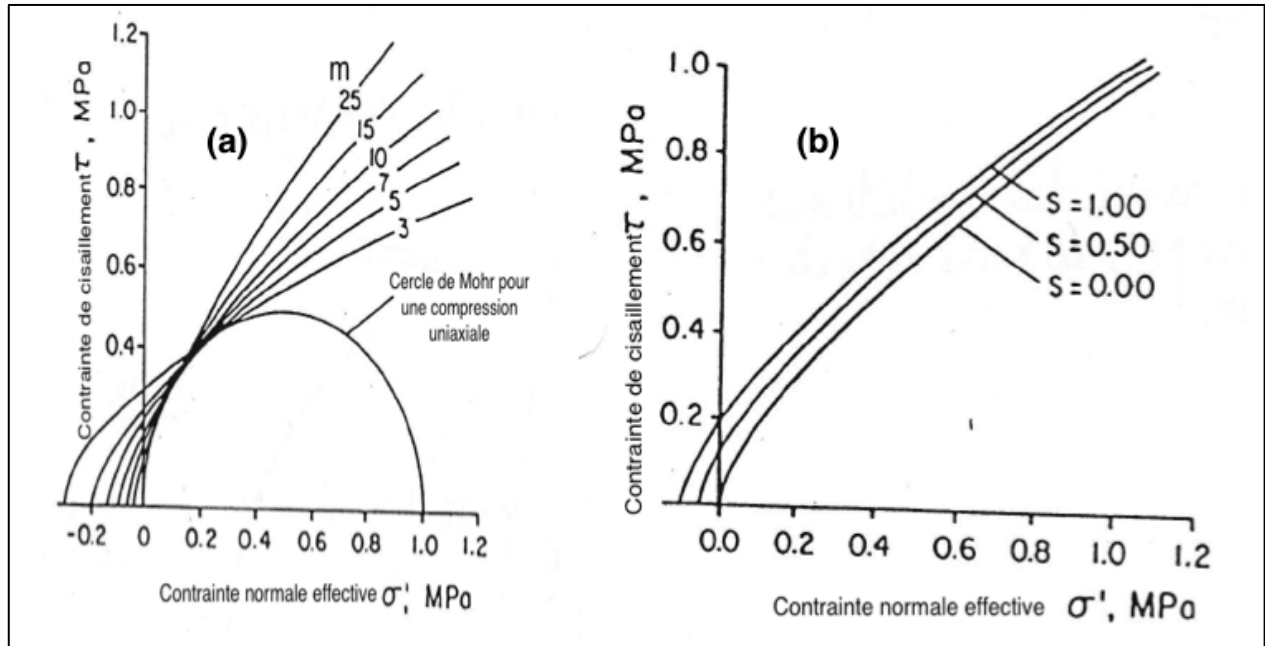 (a)
Contrainte de cisaillement τ, MPa
1.2
1.0
0.8
0.6
0.4
m
25
15
10
7
5
3
Cercle de Mohr pour
une compression
uniaxiale
-0.2 0 0.2 0.4 0.6 0.8 1.0 1.2
Contrainte normale effective σ', MPa
(b)
Contrainte de cisaillement τ, MPa
1.0
0.8
0.6
0.4
0.2
S = 1.00
S = 0.50
S = 0.00
0.0 0.2 0.4 0.6 0.8 1.0 1.2
Contrainte normale effective σ', MPa